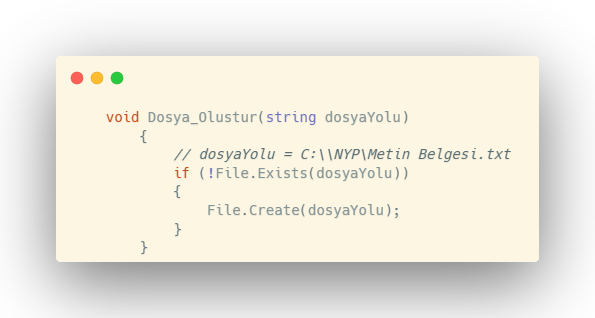 void Dosya_Olustur(string dosyaYolu)
{
// dosyaYolu = C:\\NYP\Metin Belgesi.txt
if (!File.Exists(dosyaYolu))
{
File.Create(dosyaYolu);
}
}